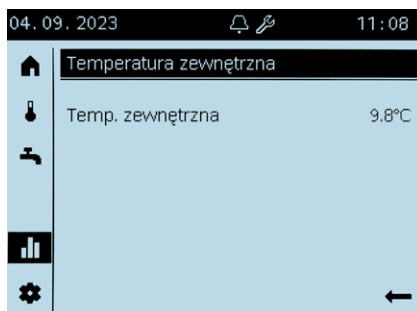 04. 09. 2023 11:08
Temperatura zewnętrzna
Temp. zewnętrzna 9.8°C